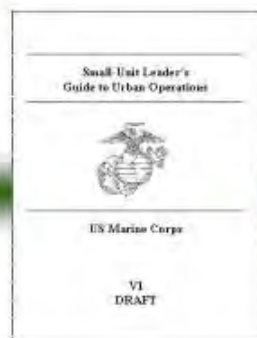 Small-Unit Leader's
Guide to Urban Operations
US Marine Corps
V1
DRAFT